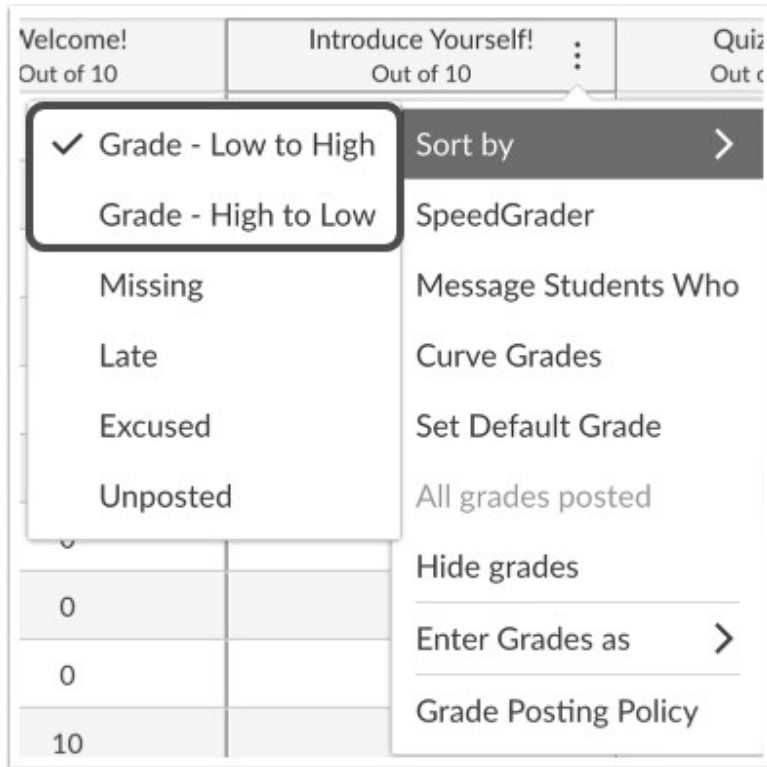 Welcome!
Out of 10
Introduce Yourself!
Out of 10
Quiz
Out
Grade - Low to High
Grade - High to Low
Missing
Late
Excused
Unposted
Sort by
SpeedGrader
Message Students Who
Curve Grades
Set Default Grade
All grades posted
Hide grades
Enter Grades as
Grade Posting Policy
0
0
10